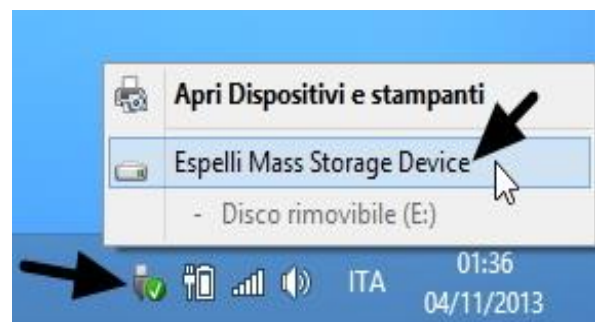 Apri Dispositivi e stampanti
Espelli Mass Storage Device
- Disco rimovibile (E:)
ITA
01:36
04/11/2013